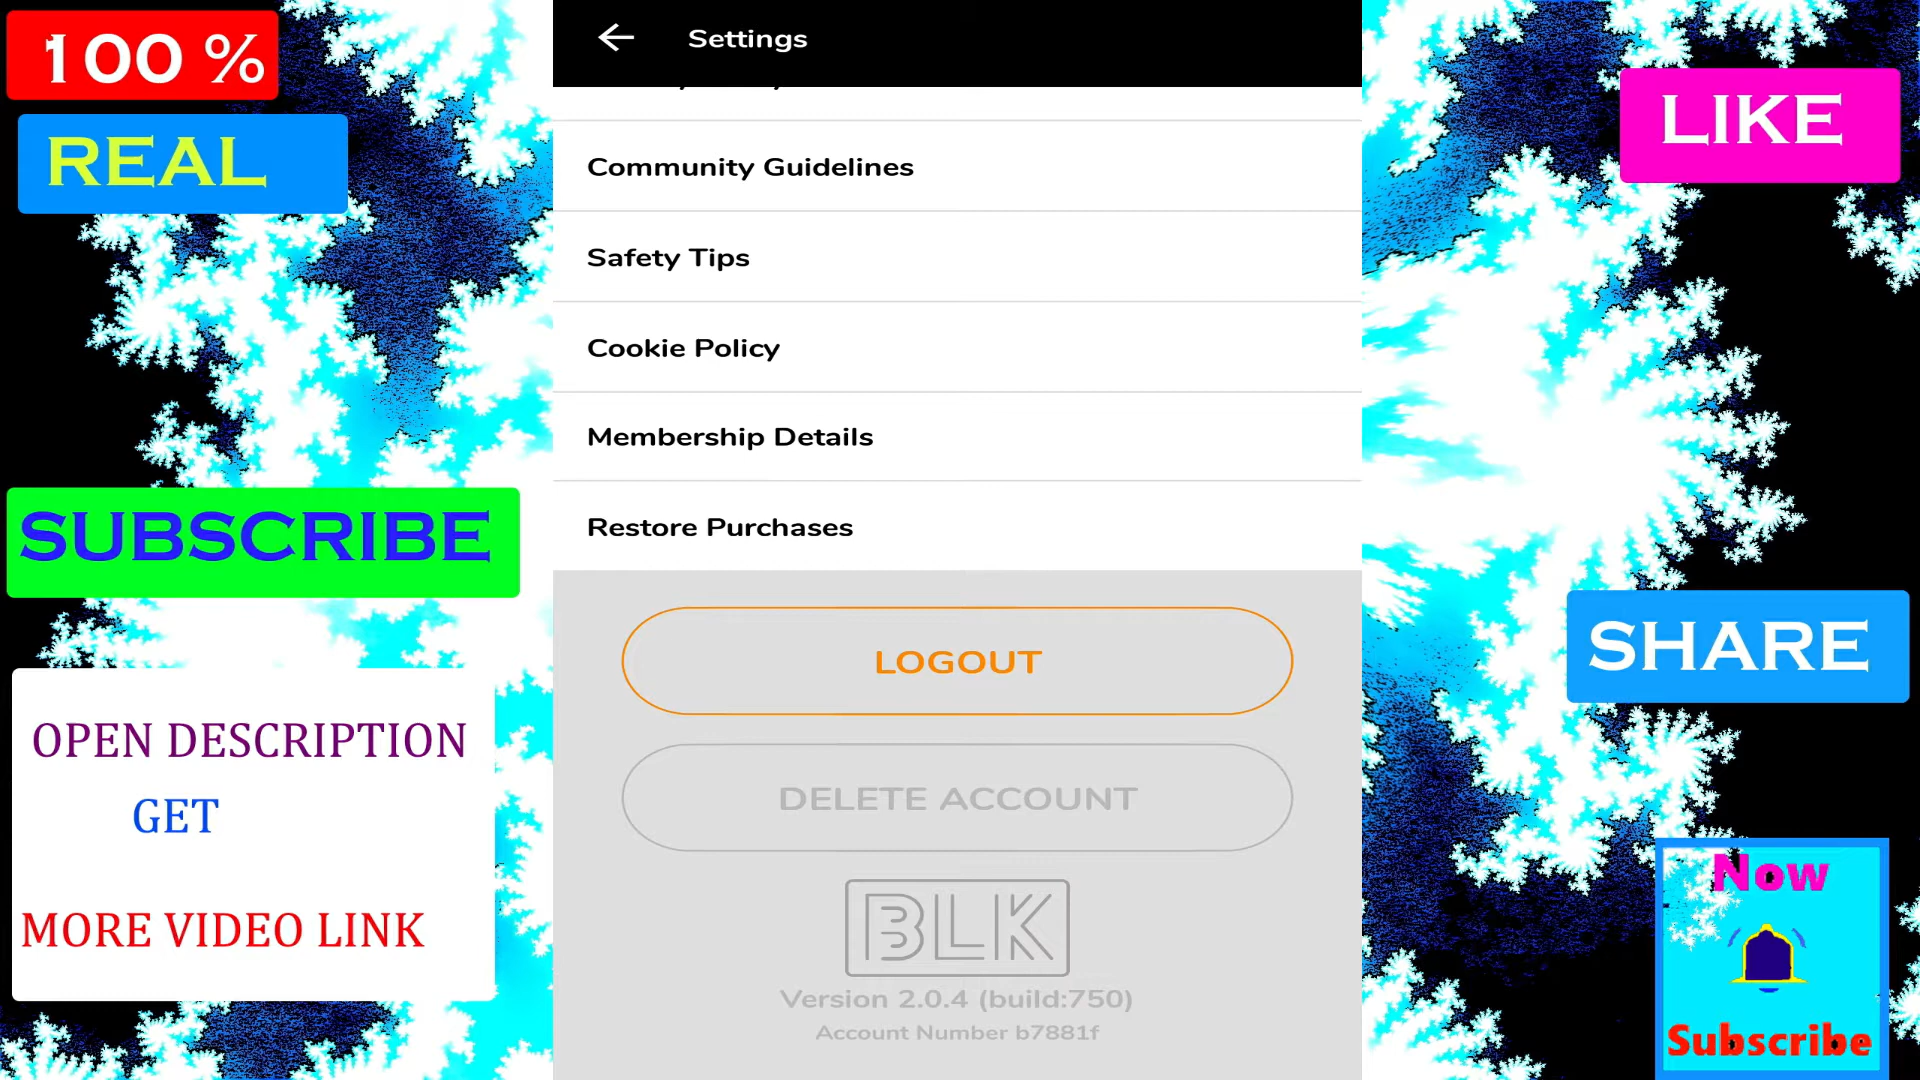 100 %
REAL
SUBSCRIBE
OPEN DESCRIPTION
GET
MORE VIDEO LINK
Settings
Community Guidelines
Safety Tips
Cookie Policy
Membership Details
Restore Purchases
LOGOUT
DELETE ACCOUNT
BLK
Version 2.0.4 (build:750)
Account Number b7881f
LIKE
SHARE
Now
Subscribe